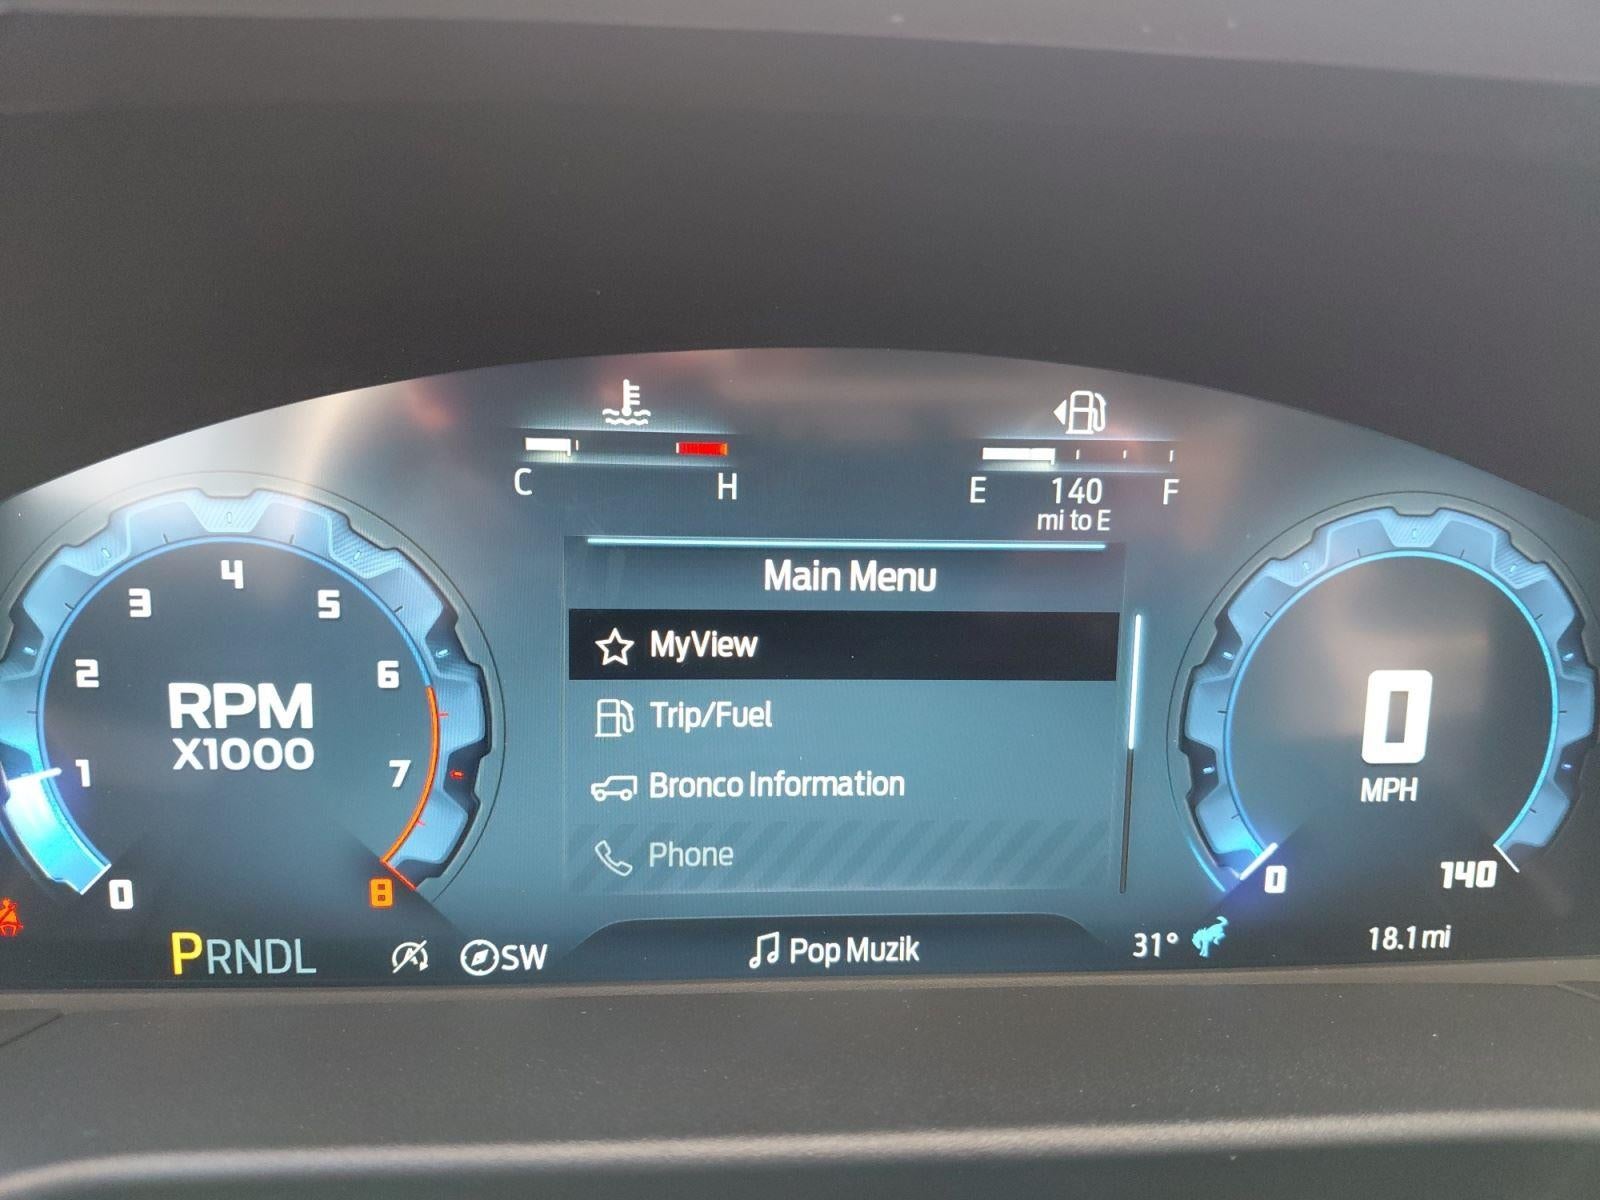 C H
E 140 F
mi to E
Main Menu
MyView
Trip/Fuel
Bronco Information
Phone
0 1 2 3 4 5 6 7 8
RPM
X1000
0
MPH
0 140
PRNDL
SW
Pop Muzik
31°
18.1 mi